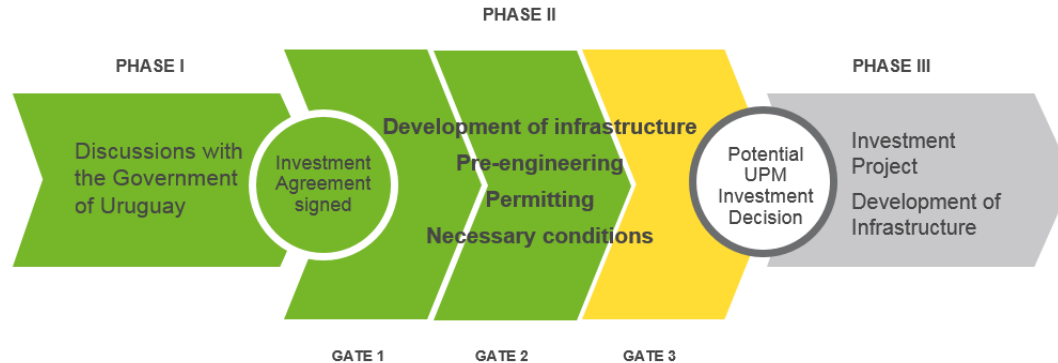 PHASE II
PHASE I
PHASE III
Discussions with
the Government
of Uruguay
Investment
Agreement
signed
Development of infrastructure
Pre-engineering
Permitting
Necessary conditions
Potential
UPM
Investment
Decision
Investment
Project
Development of
Infrastructure
GATE 1
GATE 2
GATE 3